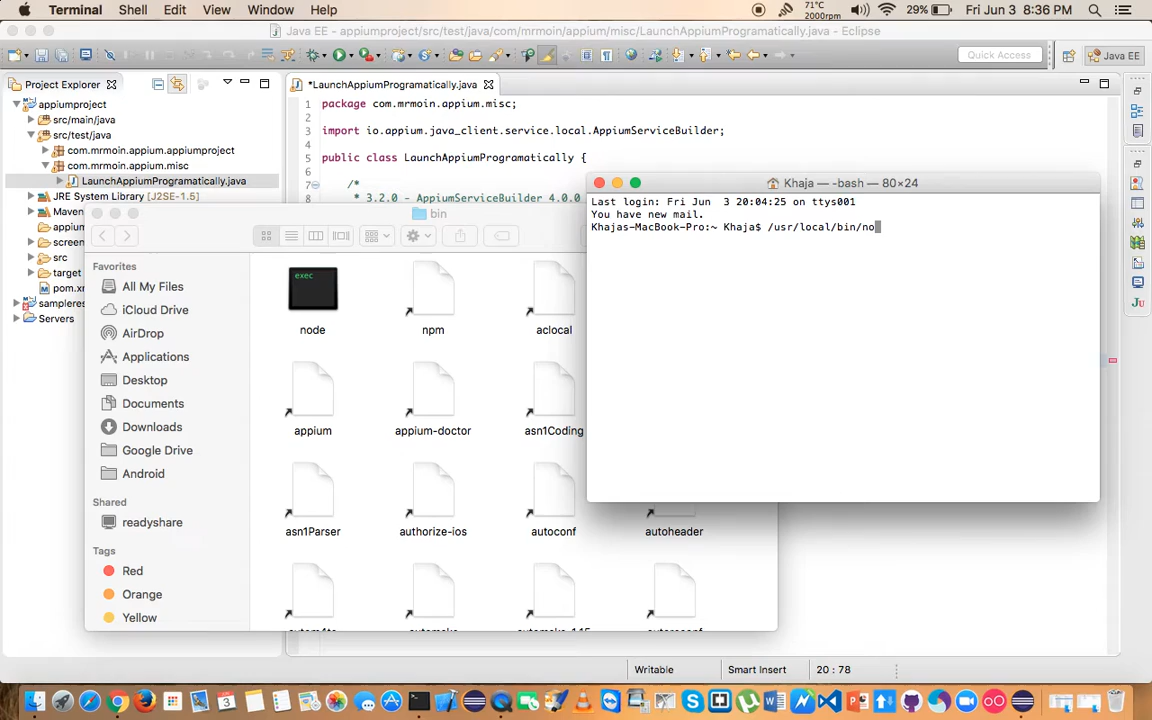 Terminal Shell Edit View Window Help 71°C 2000rpm 29% Fri Jun 3 8:36 PM
Java EE - appiumproject/src/test/java/com/mrmoin/appium/misc/LaunchAppiumProgramatically.java - Eclipse
Quick Access Java EE
Project Explorer
*LaunchAppiumProgramatically.java
appiumproject
src/main/java
src/test/java
com.mrmoin.appium.appiumproject
com.mrmoin.appium.misc
LaunchAppiumProgramatically.java
JRE System Library [J2SE-1.5]
Maven
appium
screen
src
target
pom.xm
sampleres
Servers
1 package com.mrmoin.appium.misc;
2
3 import io.appium.java_client.service.local.AppiumServiceBuilder;
4
5 public class LaunchAppiumProgramatically {
6
7 /*
8 * 3.2.0 - AppiumServiceBuilder 4.0.0
bin
Favorites
All My Files
iCloud Drive
AirDrop
Applications
Desktop
Documents
Downloads
Google Drive
Android
Shared
readyshare
Tags
Red
Orange
Yellow
exec
node npm aclocal
appium appium-doctor asn1Coding
asn1Parser authorize-ios autoconf autoheader
Khaja — -bash — 80×24
Last login: Fri Jun  3 20:04:25 on ttys001
You have new mail.
Khajas-MacBook-Pro:~ Khaja$ /usr/local/bin/no
Writable Smart Insert 20 : 78